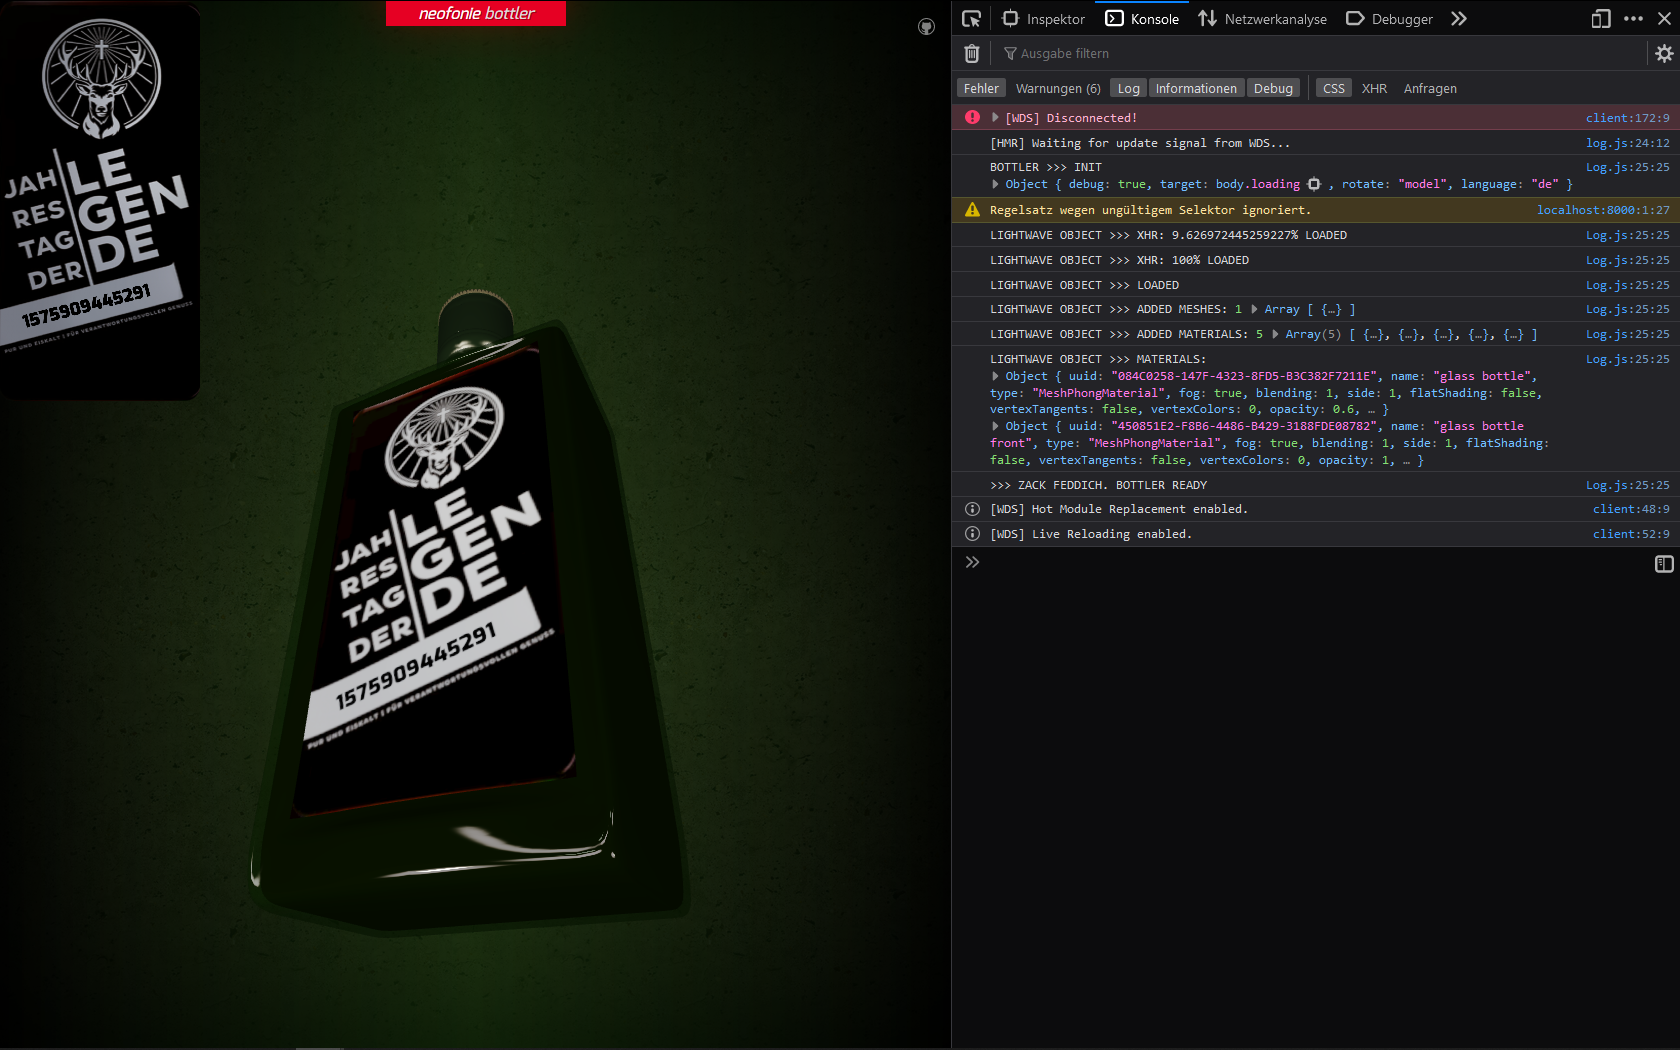 neofonie bottler
JAH
RES
TAG
DER
LE
GEN
DE
1575909445291
PUR UND EISKALT | FÜR VERANTWORTUNGSVOLLEN GENUSS
JAH
RES
TAG
DER
LE
GEN
DE
1575909445291
PUR UND EISKALT | FÜR VERANTWORTUNGSVOLLEN GENUSS
Inspektor
Konsole
Netzwerkanalyse
Debugger
Ausgabe filtern
Fehler Warnungen (6) Log Informationen Debug CSS XHR Anfragen
[WDS] Disconnected! client:172:9
[HMR] Waiting for update signal from WDS... log.js:24:12
BOTTLER >>> INIT Log.js:25:25
Object { debug: true, target: body.loading , rotate: "model", language: "de" }
Regelsatz wegen ungültigem Selektor ignoriert. localhost:8000:1:27
LIGHTWAVE OBJECT >>> XHR: 9.626972445259227% LOADED Log.js:25:25
LIGHTWAVE OBJECT >>> XHR: 100% LOADED Log.js:25:25
LIGHTWAVE OBJECT >>> LOADED Log.js:25:25
LIGHTWAVE OBJECT >>> ADDED MESHES: 1 Array [ {…} ] Log.js:25:25
LIGHTWAVE OBJECT >>> ADDED MATERIALS: 5 Array(5) [ {…}, {…}, {…}, {…}, {…} ] Log.js:25:25
LIGHTWAVE OBJECT >>> MATERIALS: Log.js:25:25
Object { uuid: "084C0258-147F-4323-8FD5-B3C382F7211E", name: "glass bottle",
type: "MeshPhongMaterial", fog: true, blending: 1, side: 1, flatShading: false,
vertexTangents: false, vertexColors: 0, opacity: 0.6, … }
Object { uuid: "450851E2-F8B6-4486-B429-3188FDE08782", name: "glass bottle
front", type: "MeshPhongMaterial", fog: true, blending: 1, side: 1, flatShading:
false, vertexTangents: false, vertexColors: 0, opacity: 1, … }
>>> ZACK FEDDICH. BOTTLER READY Log.js:25:25
[WDS] Hot Module Replacement enabled. client:48:9
[WDS] Live Reloading enabled. client:52:9